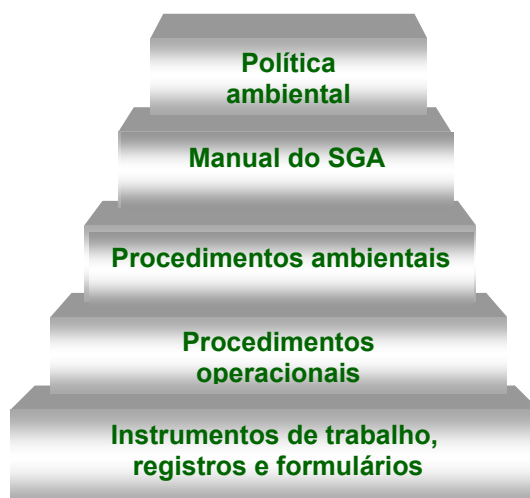 Política
ambiental
Manual do SGA
Procedimentos ambientais
Procedimentos
operacionais
Instrumentos de trabalho,
registros e formulários